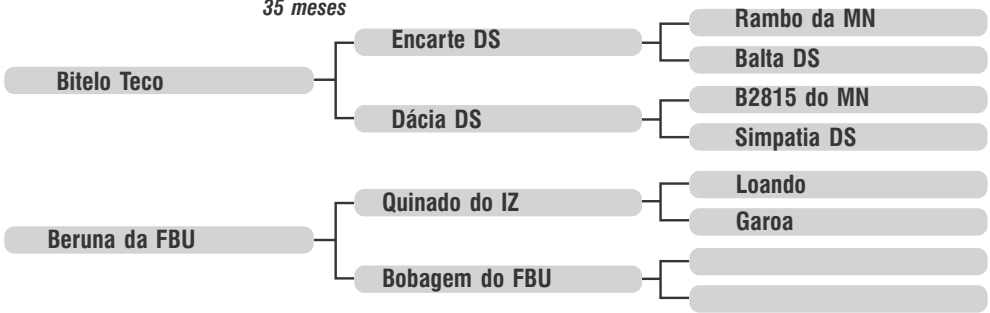 35 meses
Rambo da MN
Encarte DS
Balta DS
Bitelo Teco
B2815 do MN
Dácia DS
Simpatia DS
Loando
Quinado do IZ
Garoa
Beruna da FBU
Bobagem do FBU